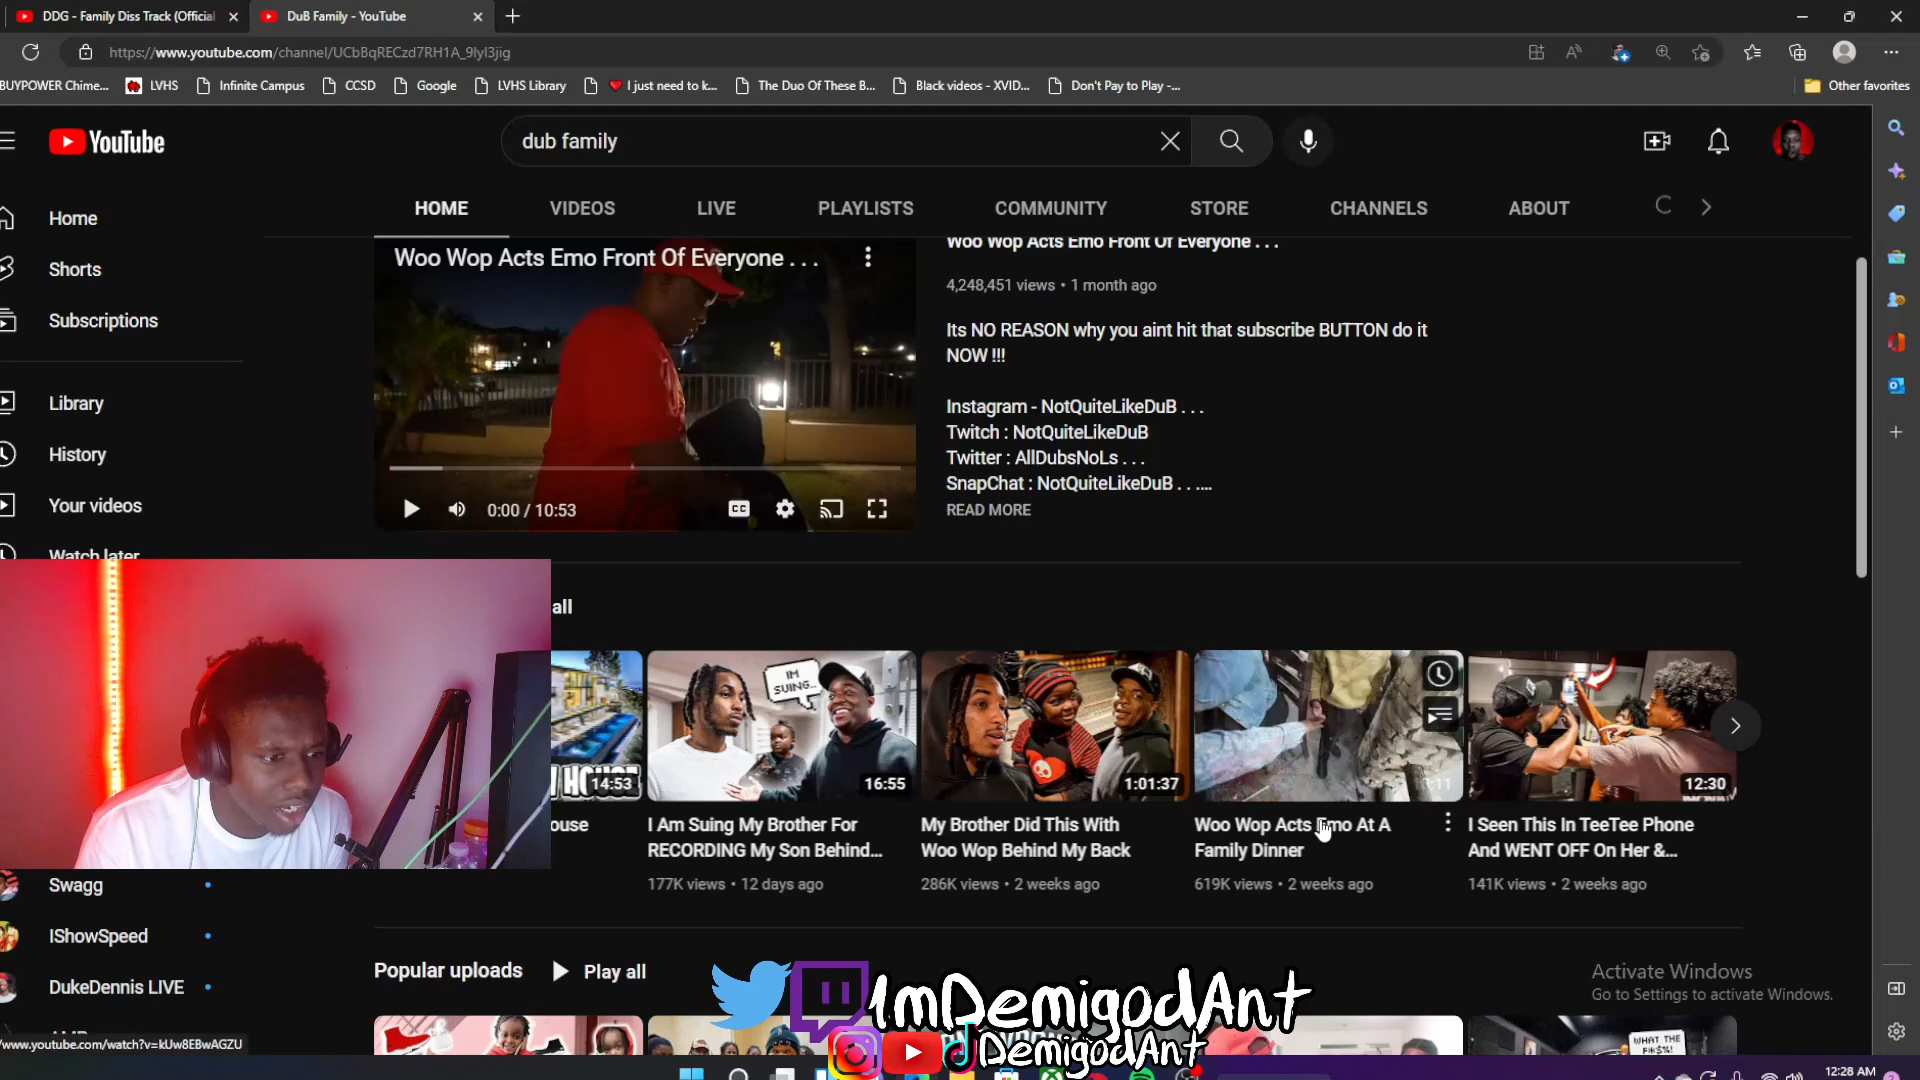 DDG - Family Diss Track (Official
DuB Family - YouTube
https://www.youtube.com/channel/UCbBqRECzd7RH1A_9lyl3jig
BUYPOWER Chime...
LVHS
Infinite Campus
CCSD
Google
LVHS Library
❤ I just need to k...
The Duo Of These B...
Black videos - XVID...
Don't Pay to Play -...
Other favorites
YouTube
dub family
HOME
VIDEOS
LIVE
PLAYLISTS
COMMUNITY
STORE
CHANNELS
ABOUT
Home
Shorts
Subscriptions
Library
History
Your videos
Watch later
Woo Wop Acts Emo Front Of Everyone . . .
0:00 / 10:53
CC
Woo Wop Acts Emo Front Of Everyone . . .
4,248,451 views • 1 month ago
Its NO REASON why you aint hit that subscribe BUTTON do it
NOW !!!
Instagram - NotQuiteLikeDuB . . .
Twitch : NotQuiteLikeDuB
Twitter : AllDubsNoLs . . .
SnapChat : NotQuiteLikeDuB . . ....
READ MORE
all
HOUSE
14:53
ouse
IM
SUING..
16:55
I Am Suing My Brother For
RECORDING My Son Behind...
177K views • 12 days ago
1:01:37
My Brother Did This With
Woo Wop Behind My Back
286K views • 2 weeks ago
Woo Wop Acts Emo At A
Family Dinner
619K views • 2 weeks ago
12:30
I Seen This In TeeTee Phone
And WENT OFF On Her &...
141K views • 2 weeks ago
Swagg
IShowSpeed
DukeDennis LIVE
www.youtube.com/watch?v=kUw8EBwAGZU
Popular uploads
Play all
1mDemigodAnt
DemigodAnt
WHAT THE
F*$%!
Activate Windows
Go to Settings to activate Windows.
12:28 AM